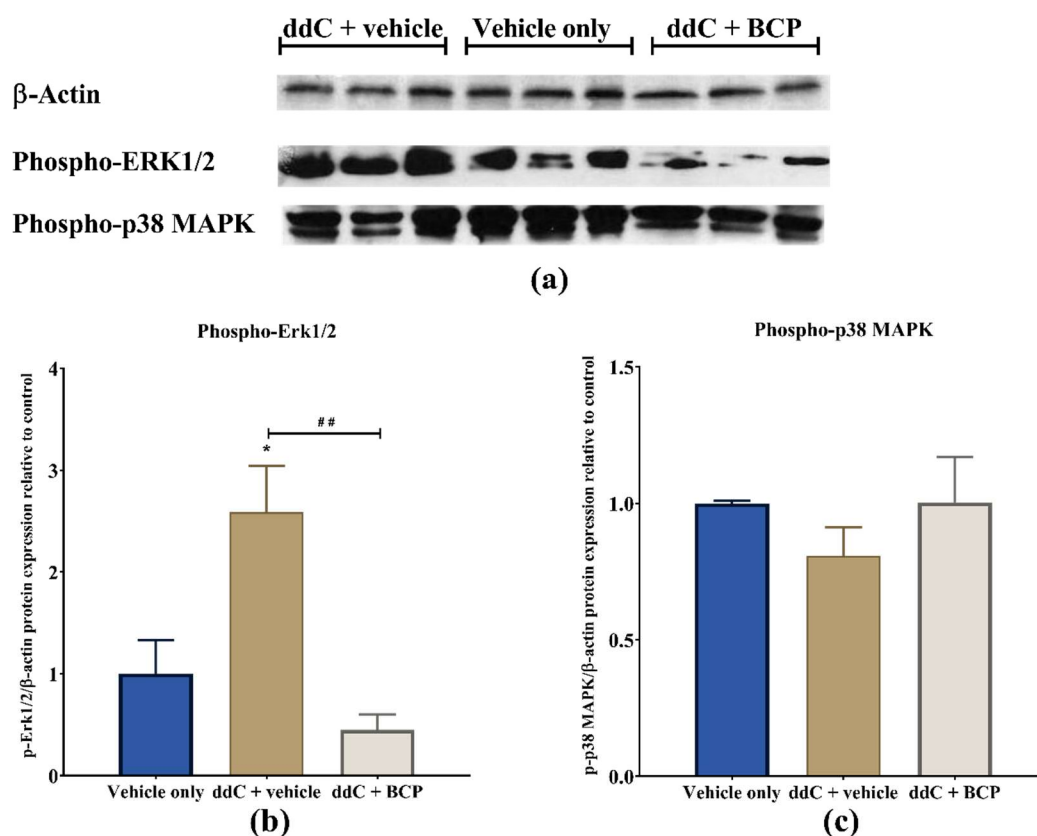 ddC + vehicle Vehicle only ddC + BCP
β-Actin
Phospho-ERK1/2
Phospho-p38 MAPK
(a)
Phospho-Erk1/2
p-Erk1/2/β-actin protein expression relative to control
4
3
2
1
0
##
*
Vehicle only ddC + vehicle ddC + BCP
(b)
Phospho-p38 MAPK
p-p38 MAPK/β-actin protein expression relative to control
1.5
1.0
0.5
0.0
Vehicle only ddC + vehicle ddC + BCP
(c)